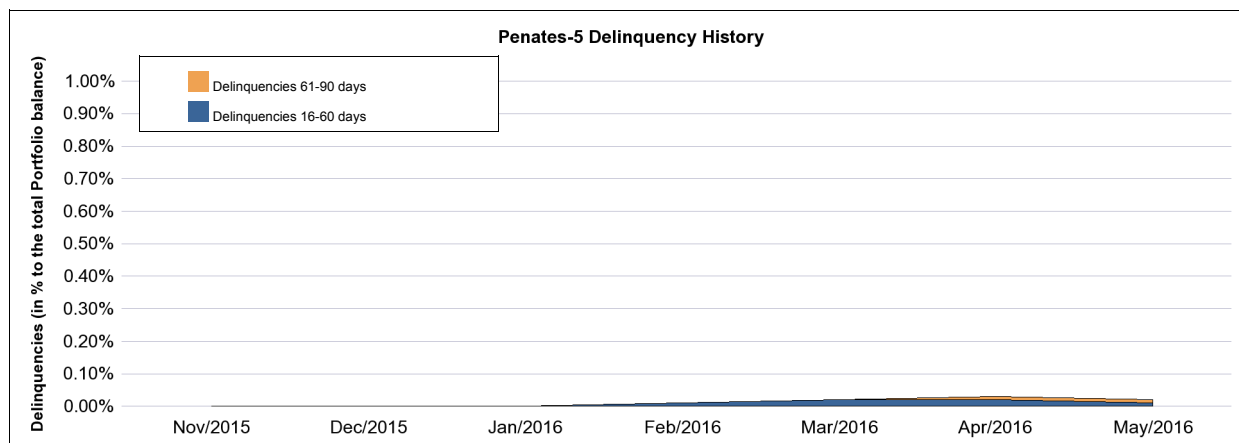 Penates-5 Delinquency History
Delinquencies (in % to the total Portfolio balance)
Delinquencies 61-90 days
Delinquencies 16-60 days
1.00%
0.90%
0.80%
0.70%
0.60%
0.50%
0.40%
0.30%
0.20%
0.10%
0.00%
Nov/2015 Dec/2015 Jan/2016 Feb/2016 Mar/2016 Apr/2016 May/2016